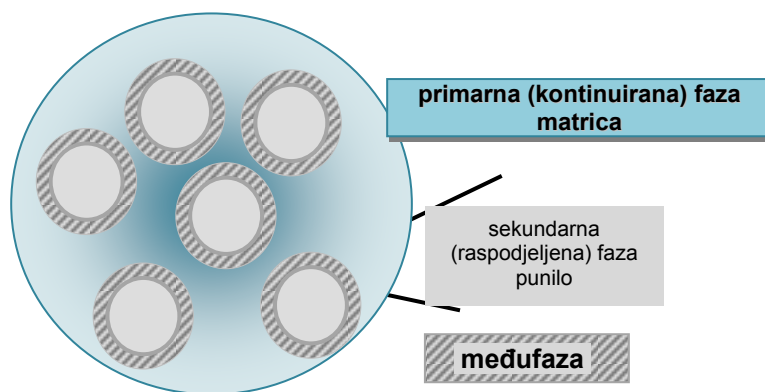 primarna (kontinuirana) faza
matrica
sekundarna
(raspodjeljena) faza
punilo
međufaza